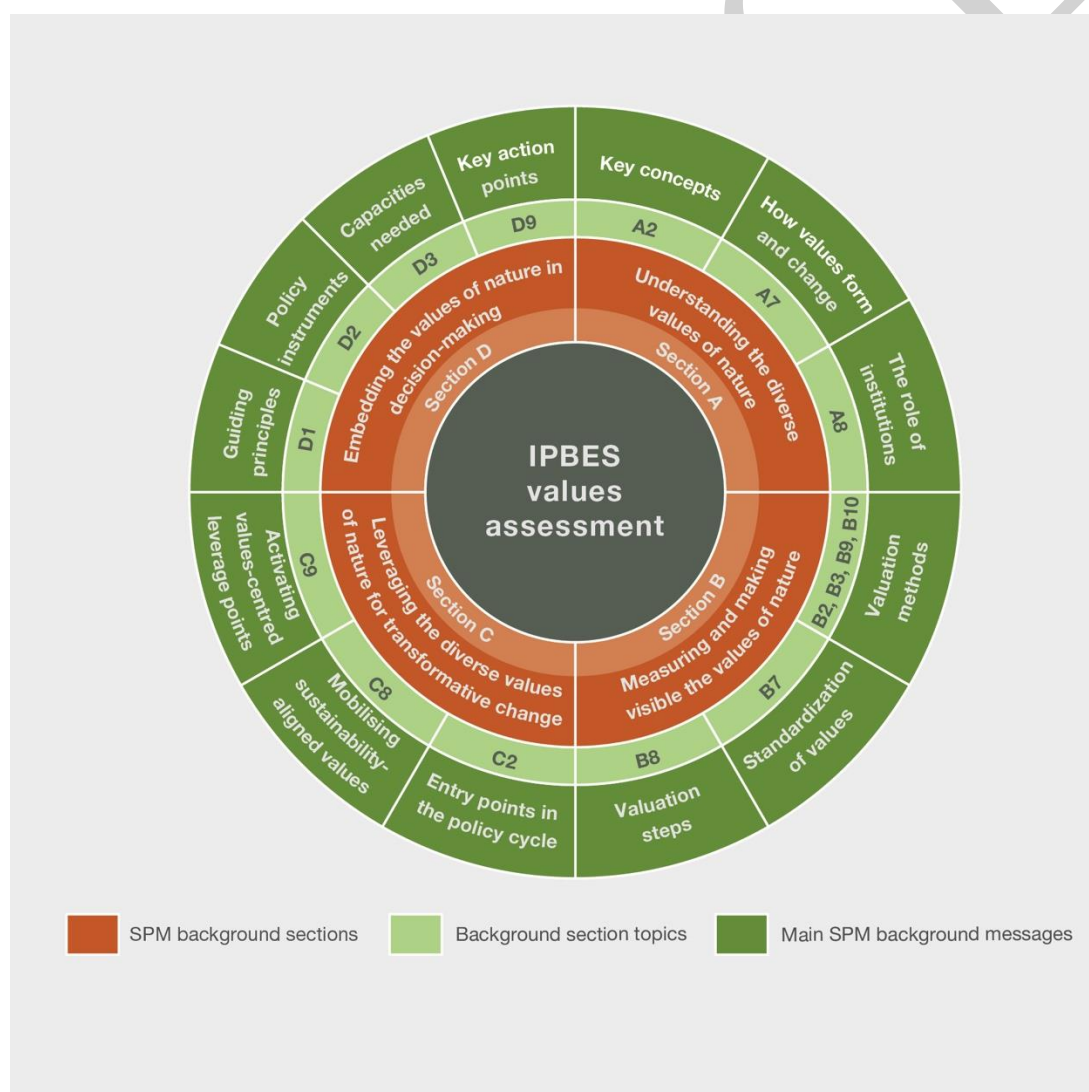 IPBES
values
assessment
Section A
Understanding the diverse
values of nature
A2
Key concepts
A7
How values form
and change
A8
The role of
institutions
Section B
Measuring and making
visible the values of nature
B2, B3, B9, B10
Valuation
methods
B7
Standardization
of values
B8
Valuation
steps
Section C
Leveraging the diverse values
of nature for transformative change
C2
Entry points in
the policy cycle
C8
Mobilising
sustainability-
aligned values
C9
Activating
values-centred
leverage points
Section D
Embedding the values of nature in
decision-making
D1
Guiding
principles
D2
Policy
instruments
D3
Capacities
needed
D9
Key action
points
SPM background sections
Background section topics
Main SPM background messages